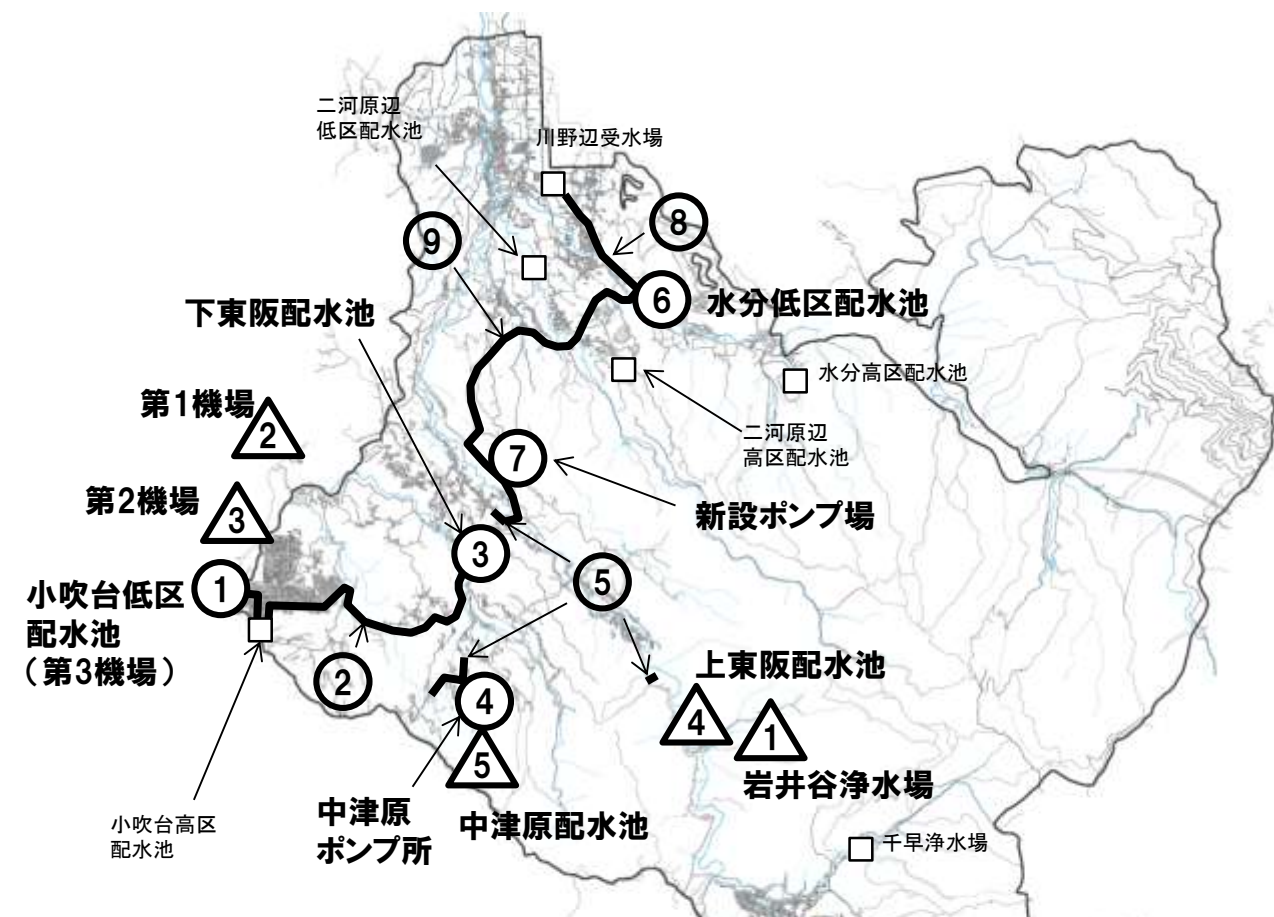 二河原辺
低区配水池
川野辺受水場
8
9
6
水分低区配水池
下東阪配水池
水分高区配水池
第1機場
2
二河原辺
高区配水池
7
第2機場
3
新設ポンプ場
3
5
1
小吹台低区
配水池
(第3機場)
2
上東阪配水池
4
4
1
5
岩井谷浄水場
中津原
ポンプ所
中津原配水池
小吹台高区
配水池
千早浄水場